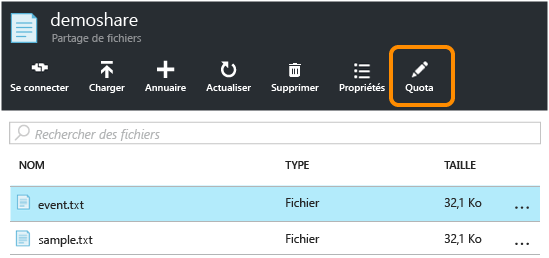 demoshare
Partage de fichiers
Se connecter Charger Annuaire Actualiser Supprimer Propriétés Quota
Rechercher des fichiers
NOM TYPE TAILLE
event.txt Fichier 32,1 Ko ...
sample.txt Fichier 32,1 Ko ...